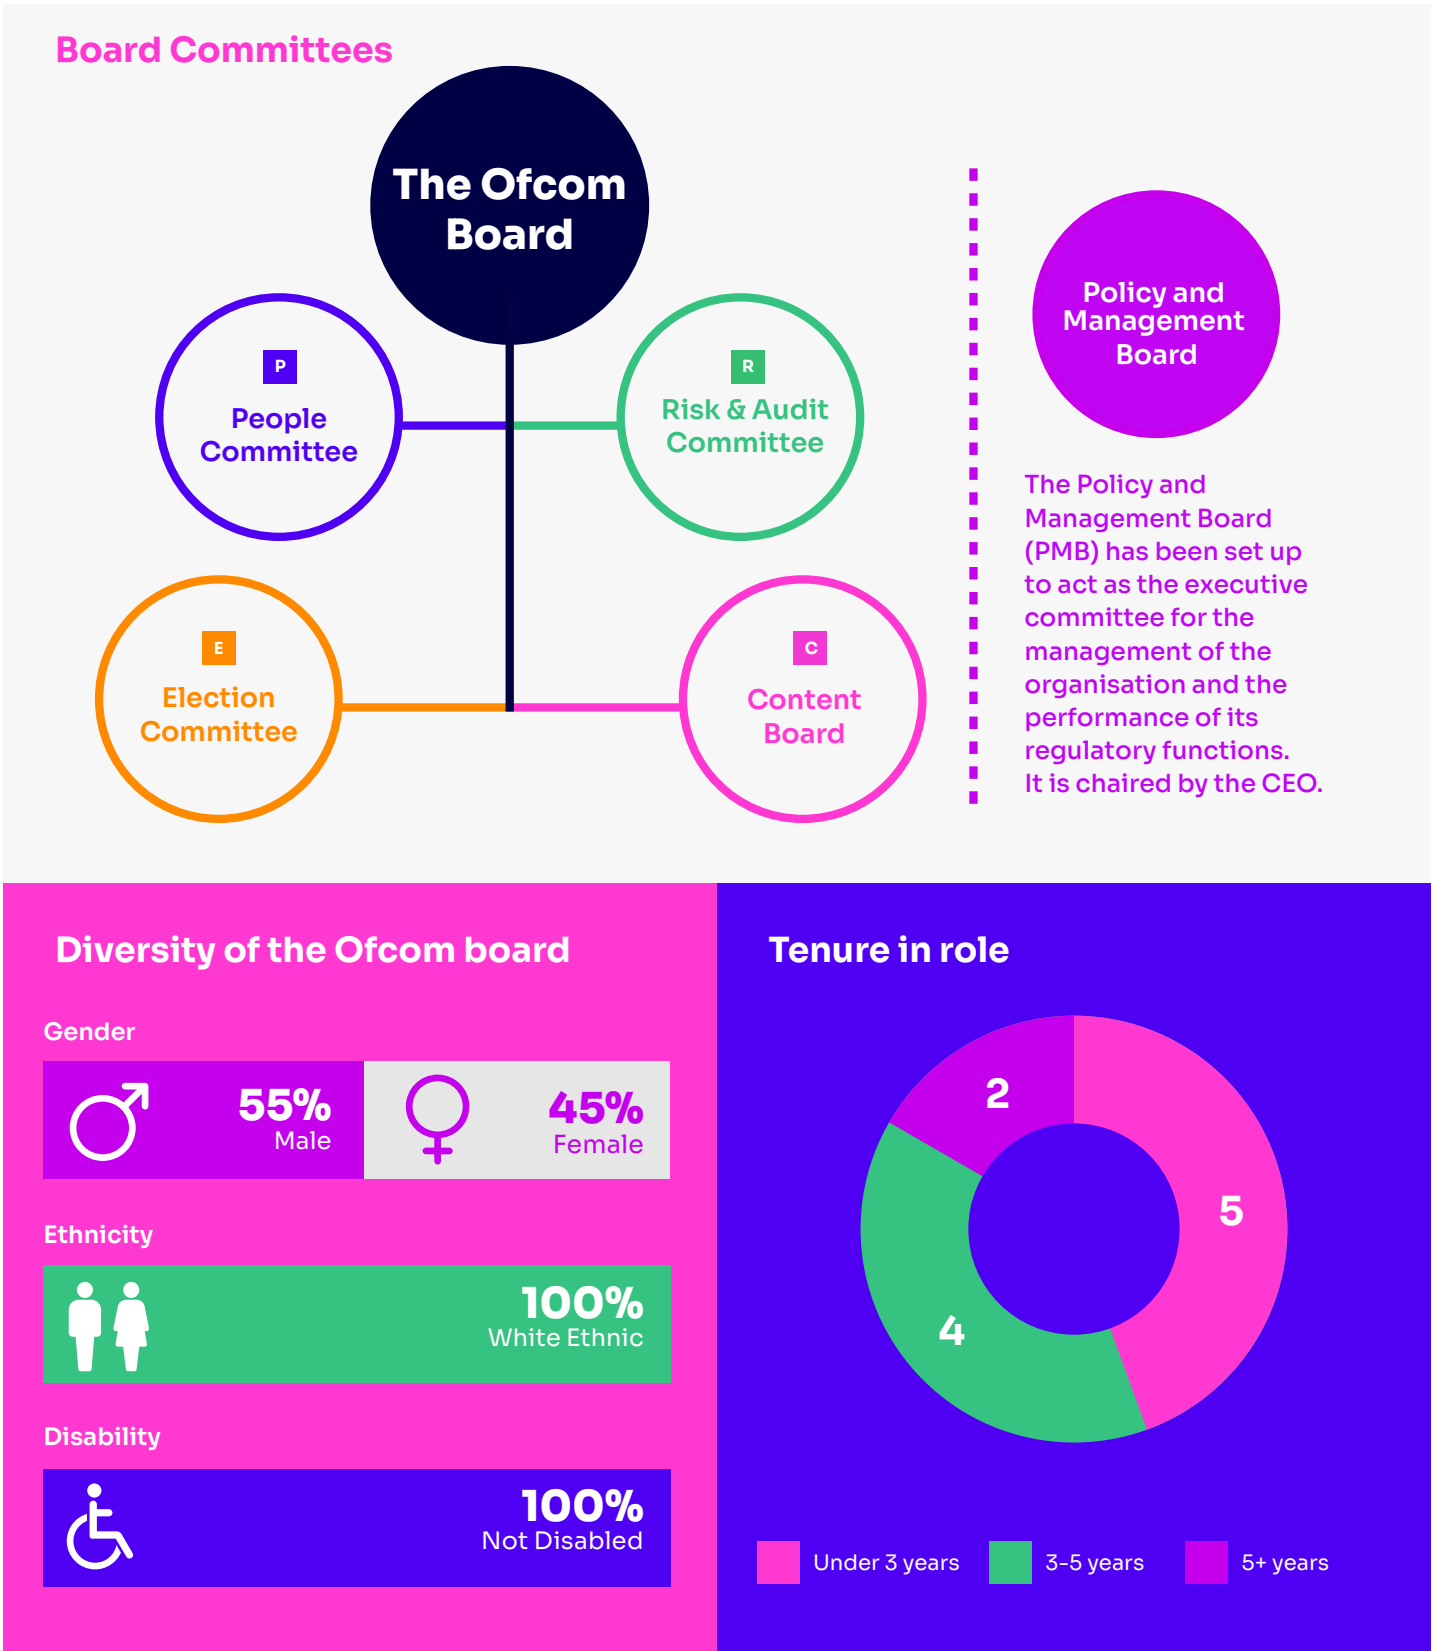 Board Committees
The Ofcom
Board
P
People
Committee
R
Risk & Audit
Committee
E
Election
Committee
C
Content
Board
Policy and
Management
Board
The Policy and
Management Board
(PMB) has been set up
to act as the executive
committee for the
management of the
organisation and the
performance of its
regulatory functions.
It is chaired by the CEO.
Diversity of the Ofcom board
Gender
55%
Male
45%
Female
Ethnicity
100%
White Ethnic
Disability
100%
Not Disabled
Tenure in role
2
5
4
Under 3 years
3-5 years
5+ years